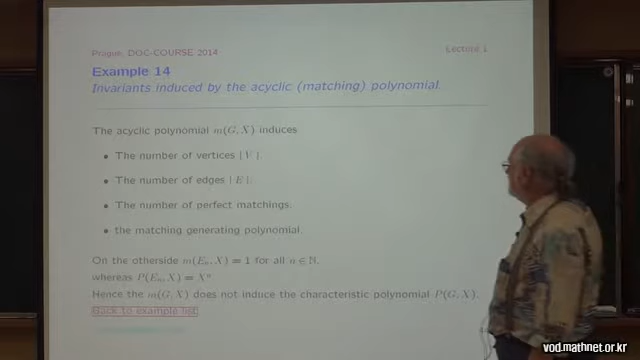 Prague, DOC-COURSE 2014
Lecture 1
Example 14
Invariants induced by the acyclic (matching) polynomial.
The acyclic polynomial m(G, X) induces
• The number of vertices |V|.
• The number of edges |E|.
• The number of perfect matchings.
• the matching generating polynomial.
On the otherside m(Eₙ, X) = 1 for all n ∈ ℕ.
whereas P(Eₙ, X) = Xⁿ
Hence the m(G, X) does not induce the characteristic polynomial P(G, X).
Back to example list
vod.mathnet.or.kr